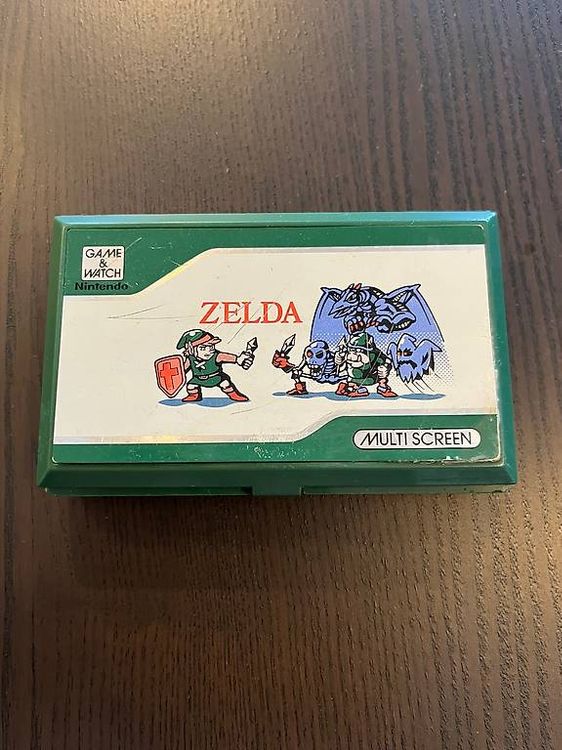 GAME
&
WATCH
Nintendo
ZELDA
MULTI SCREEN